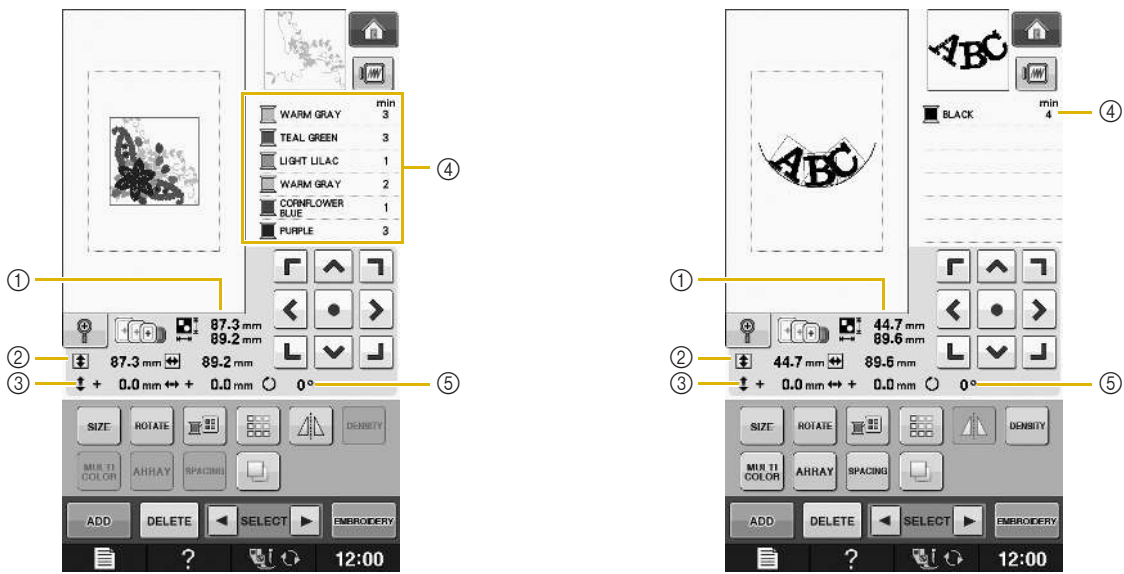 min
WARM GRAY 3
TEAL GREEN 3
LIGHT LILAC 1
WARM GRAY 2
CORNFLOWER
BLUE 1
PURPLE 3
④
①
87.3 mm
89.2 mm
② 87.3 mm 89.2 mm
③ + 0.0 mm + 0.0 mm 0° ⑤
SIZE ROTATE DENSITY
MULTI
COLOR ARRAY SPACING
ADD DELETE SELECT EMBROIDERY
? 12:00
ABC
min
BLACK 4 ④
ABC
①
44.7 mm
89.6 mm
② 44.7 mm 89.6 mm
③ + 0.0 mm + 0.0 mm 0° ⑤
SIZE ROTATE DENSITY
MULTI
COLOR ARRAY SPACING
ADD DELETE SELECT EMBROIDERY
? 12:00